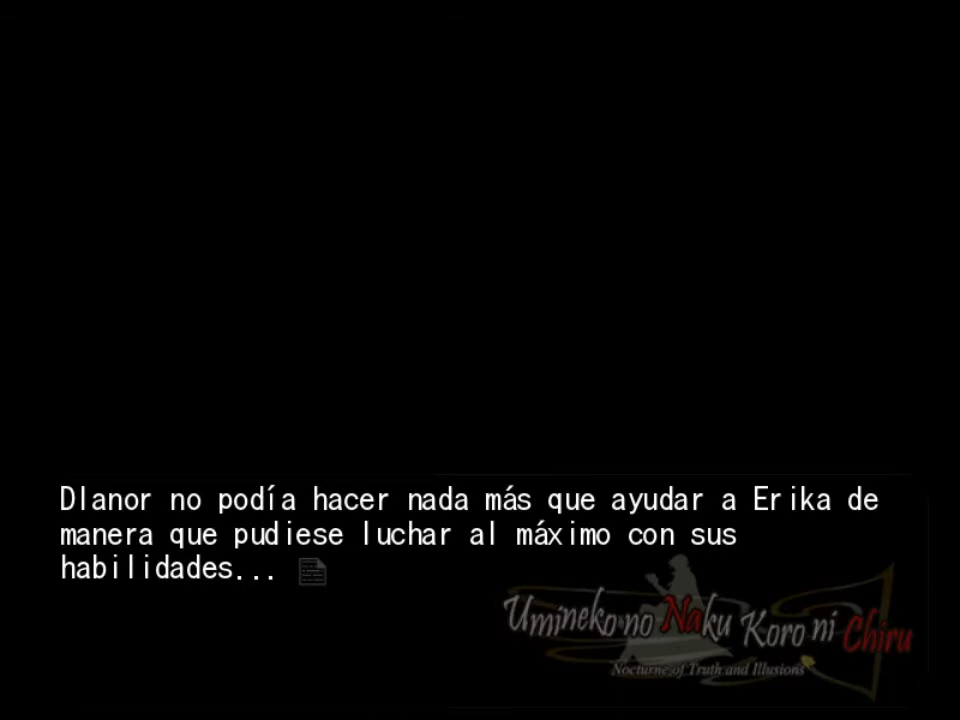 Dlanor no podía hacer nada más que ayudar a Erika de
manera que pudiese luchar al máximo con sus
habilidades...
Umineko no Naku Koro ni Chiru
Nocturne of Truth and Illusions